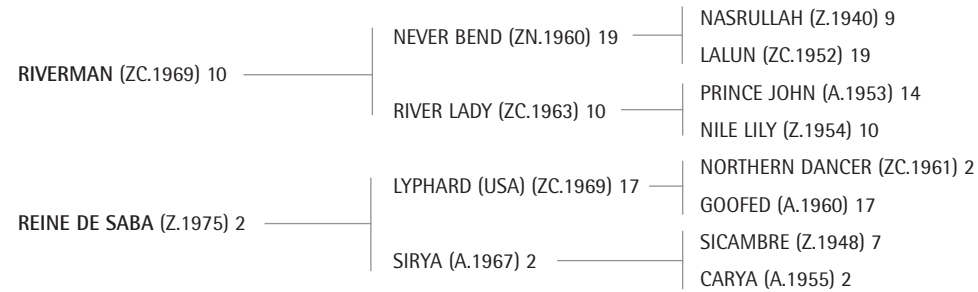 NASRULLAH (Z.1940) 9
NEVER BEND (ZN.1960) 19
LALUN (ZC.1952) 19
RIVERMAN (ZC.1969) 10
PRINCE JOHN (A.1953) 14
RIVER LADY (ZC.1963) 10
NILE LILY (Z.1954) 10
NORTHERN DANCER (ZC.1961) 2
LYPHARD (USA) (ZC.1969) 17
GOOFED (A.1960) 17
REINE DE SABA (Z.1975) 2
SICAMBRE (Z.1948) 7
SIRYA (A.1967) 2
CARYA (A.1955) 2